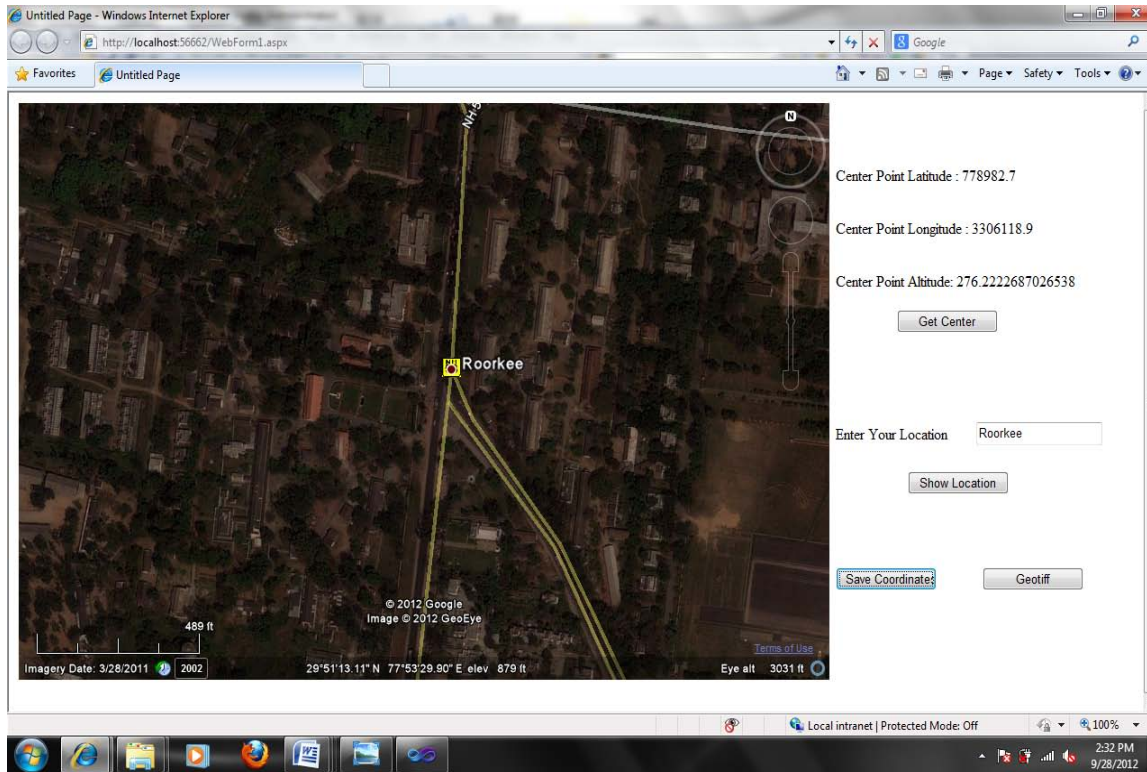 Untitled Page - Windows Internet Explorer
http://localhost:56662/WebForm1.aspx
Google
Favorites
Untitled Page
Page
Safety
Tools
N
NH-5
Center Point Latitude : 778982.7
Center Point Longitude : 3306118.9
Center Point Altitude: 276.2222687026538
Get Center
Roorkee
Enter Your Location
Roorkee
Show Location
Save Coordinates
Geotiff
© 2012 Google
Image © 2012 GeoEye
489 ft
Terms of Use
Imagery Date: 3/28/2011
2002
29°51'13.11" N 77°53'29.90" E elev 879 ft
Eye alt 3031 ft
Local intranet | Protected Mode: Off
100%
2:32 PM
9/28/2012